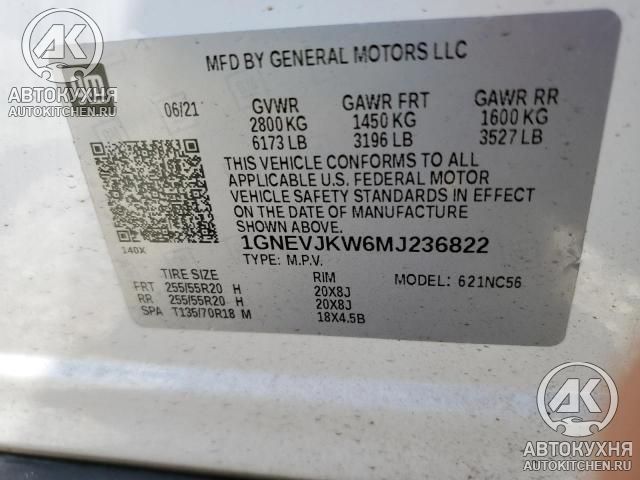 AK
АВТОКУХНЯ
AUTOKITCHEN.RU
gm
MFD BY GENERAL MOTORS LLC
06/21 GVWR GAWR FRT GAWR RR
2800 KG 1450 KG 1600 KG
6173 LB 3196 LB 3527 LB
THIS VEHICLE CONFORMS TO ALL
APPLICABLE U.S. FEDERAL MOTOR
VEHICLE SAFETY STANDARDS IN EFFECT
ON THE DATE OF MANUFACTURE
SHOWN ABOVE.
140X 1GNEVJKW6MJ236822
TYPE: M.P.V.
TIRE SIZE RIM MODEL: 621NC56
FRT 255/55R20 H 20X8J
RR 255/55R20 H 20X8J
SPA T135/70R18 M 18X4.5B
AK
АВТОКУХНЯ
AUTOKITCHEN.RU